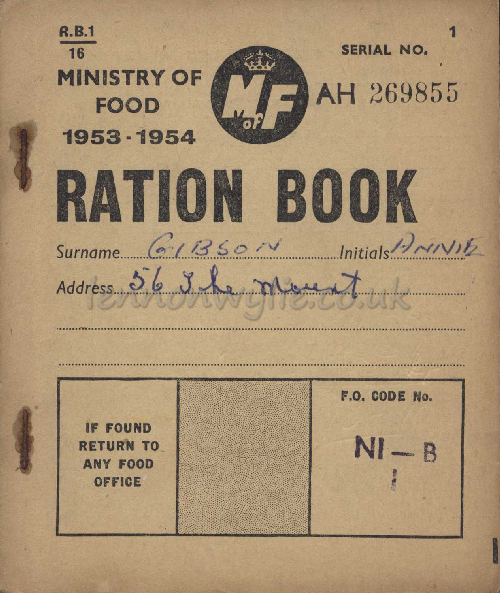 R.B.1
16
SERIAL NO. 1
MINISTRY OF
FOOD
1953-1954
M of F
AH 269855
RATION BOOK
Surname GIBSON Initials ANNIE
Address 56 The Mount
lennonwylie.co.uk
IF FOUND
RETURN TO
ANY FOOD
OFFICE
F.O. CODE No.
NI - B
1